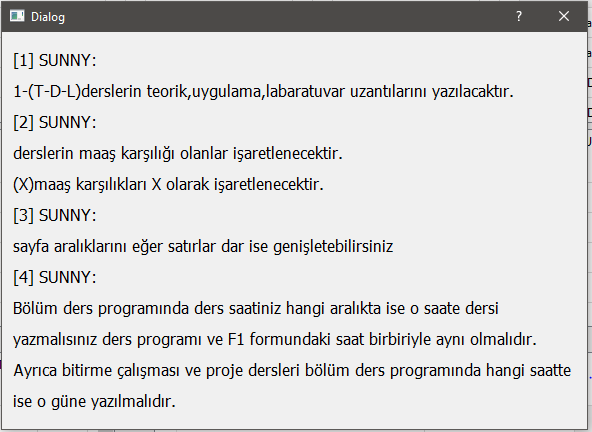 Dialog
[1] SUNNY:
1-(T-D-L)derslerin teorik,uygulama,labaratuvar uzantılarını yazılacaktır.
[2] SUNNY:
derslerin maaş karşılığı olanlar işaretlenecektir.
(X)maaş karşılıkları X olarak işaretlenecektir.
[3] SUNNY:
sayfa aralıklarını eğer satırlar dar ise genişletebilirsiniz
[4] SUNNY:
Bölüm ders programında ders saatiniz hangi aralıkta ise o saate dersi
yazmalısınız ders programı ve F1 formundaki saat birbiriyle aynı olmalıdır.
Ayrıca bitirme çalışması ve proje dersleri bölüm ders programında hangi saatte
ise o güne yazılmalıdır.